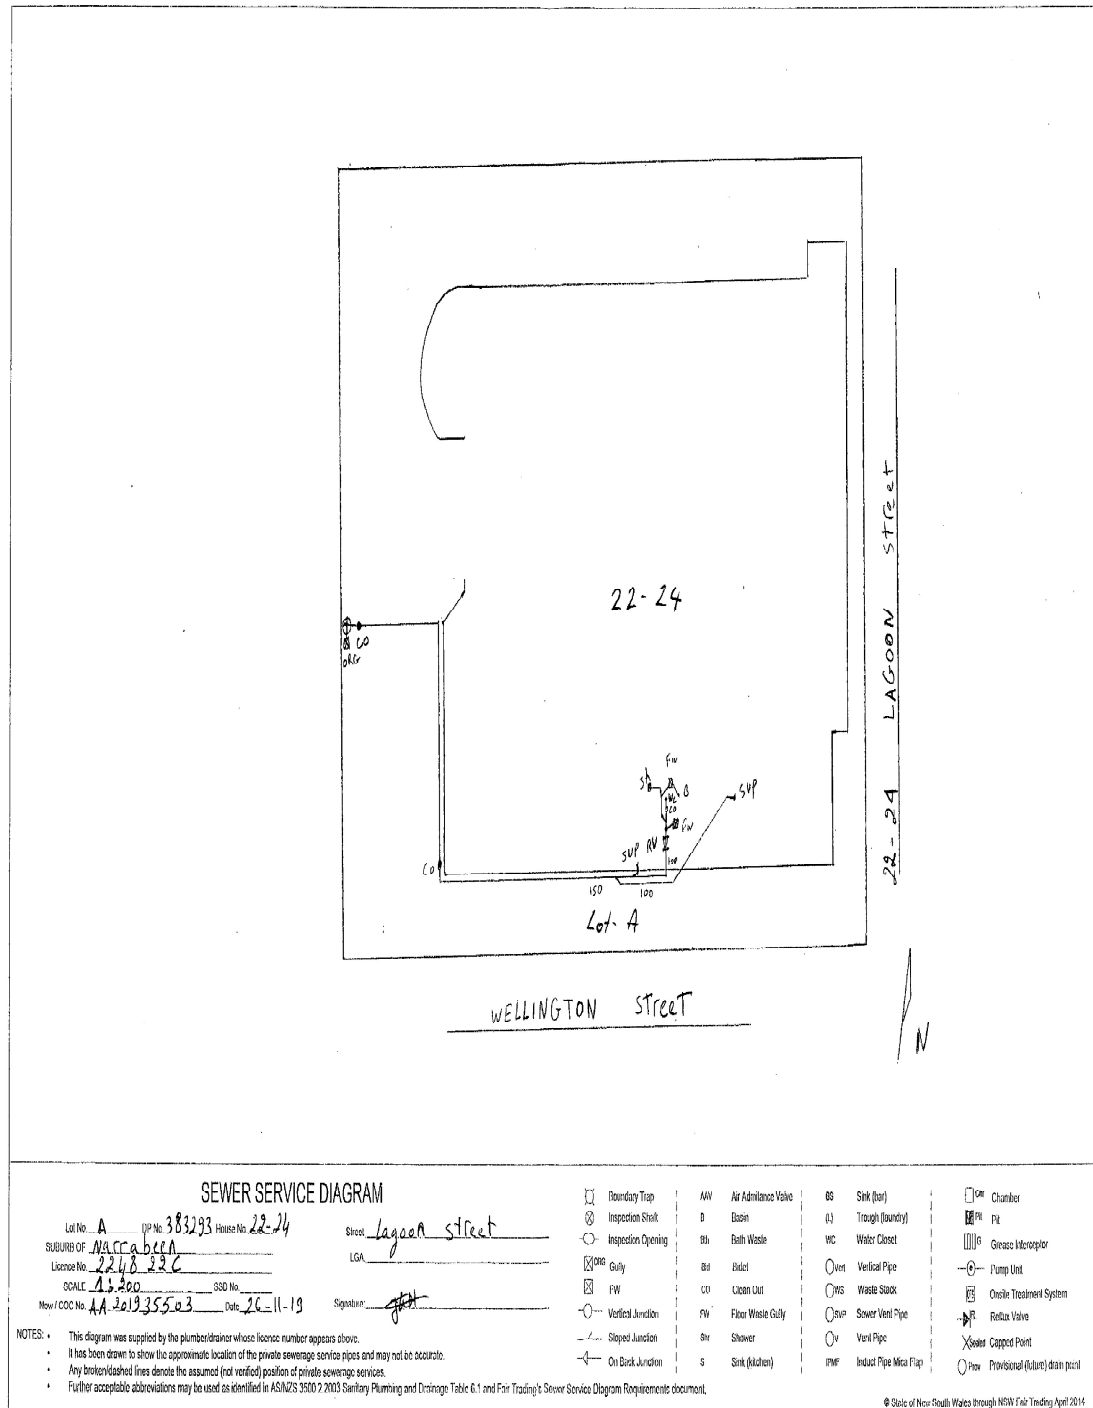 22-24
22-24 LAGOON Street
CO
ORG
Sh
FW
B
WC
SVP
FW
RV
SVP
100
CO
150
100
Lot- A
WELLINGTON Street
N
SEWER SERVICE DIAGRAM
Lot No. A DP No. 383293 House No. 22-24
SUBURB OF Narrabeen
Licence No. 2248 22C
SCALE 1:200 SSD No.
Now / COC No. AA 201935503 Date 26-11-19
Street Lagoon Street
LGA
Signature:
Boundary Trap
Inspection Shaft
Inspection Opening
ORG Gully
FW
Vertical Junction
Sloped Junction
On Back Junction
AAV Air Admittance Valve
B Basin
Bth Bath Waste
Bid Bidet
CO Clean Out
FW Floor Waste Gully
Shr Shower
S Sink (kitchen)
BS Sink (bar)
(L) Trough (laundry)
WC Water Closet
Vert Vertical Pipe
WS Waste Stack
SVP Sewer Vent Pipe
V Vent Pipe
IPMF Induct Pipe Mica Flap
Chamber
Pit Pit
G Grease Interceptor
Pump Unit
Onsite Treatment System
R Reflux Valve
Sealed Capped Point
Prov Provisional (future) drain point
NOTES: • This diagram was supplied by the plumber/drainer whose licence number appears above.
• It has been drawn to show the approximate location of the private sewerage service pipes and may not be accurate.
• Any broken/dashed lines denote the assumed (not verified) position of private sewerage services.
• Further acceptable abbreviations may be used as identified in AS/NZS 3500 2 2003 Sanitary Plumbing and Drainage Table 6.1 and Fair Trading's Sewer Service Diagram Requirements document.
© State of New South Wales through NSW Fair Trading April 2014